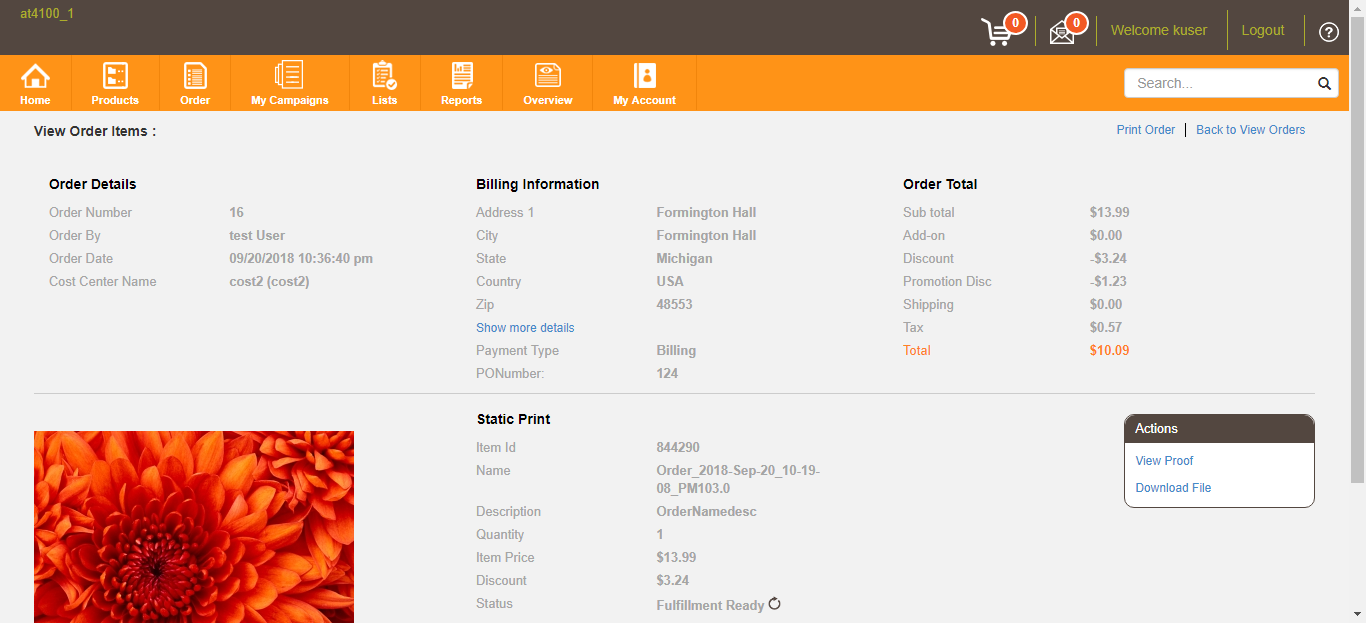 at4100_1
0
0
Welcome kuser
Logout
?
Home
Products
Order
My Campaigns
Lists
Reports
Overview
My Account
Search...
View Order Items :
Print Order
Back to View Orders
Order Details
Order Number 16
Order By test User
Order Date 09/20/2018 10:36:40 pm
Cost Center Name cost2 (cost2)
Billing Information
Address 1 Formington Hall
City Formington Hall
State Michigan
Country USA
Zip 48553
Show more details
Payment Type Billing
PONumber: 124
Order Total
Sub total $13.99
Add-on $0.00
Discount -$3.24
Promotion Disc -$1.23
Shipping $0.00
Tax $0.57
Total $10.09
Static Print
Item Id 844290
Name Order_2018-Sep-20_10-19-
08_PM103.0
Description OrderNamedesc
Quantity 1
Item Price $13.99
Discount $3.24
Status Fulfillment Ready
Actions
View Proof
Download File